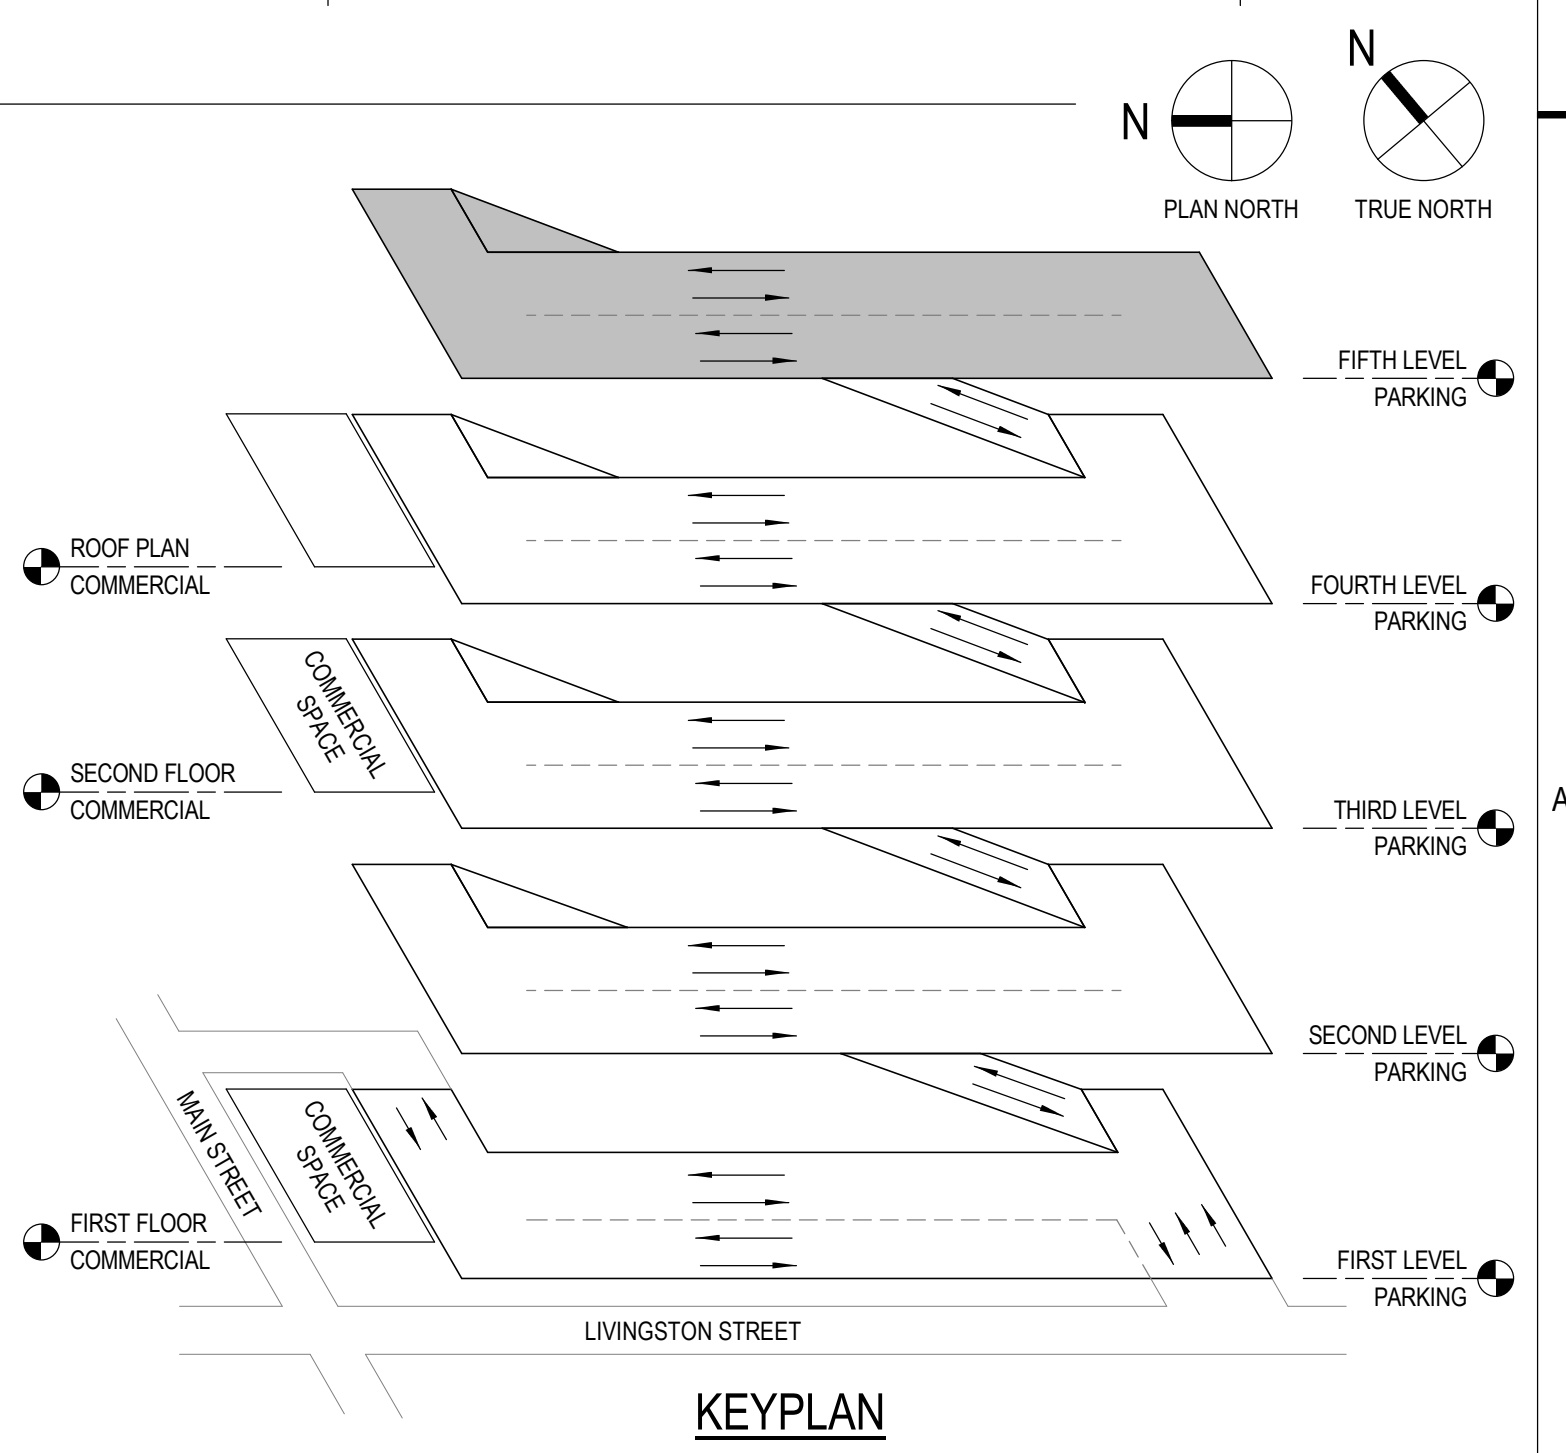 N
N
PLAN NORTH
TRUE NORTH
FIFTH LEVEL
PARKING
ROOF PLAN
COMMERCIAL
FOURTH LEVEL
PARKING
COMMERCIAL
SPACE
SECOND FLOOR
COMMERCIAL
THIRD LEVEL
PARKING
A
SECOND LEVEL
PARKING
MAIN STREET
COMMERCIAL
SPACE
FIRST FLOOR
COMMERCIAL
FIRST LEVEL
PARKING
LIVINGSTON STREET
KEYPLAN